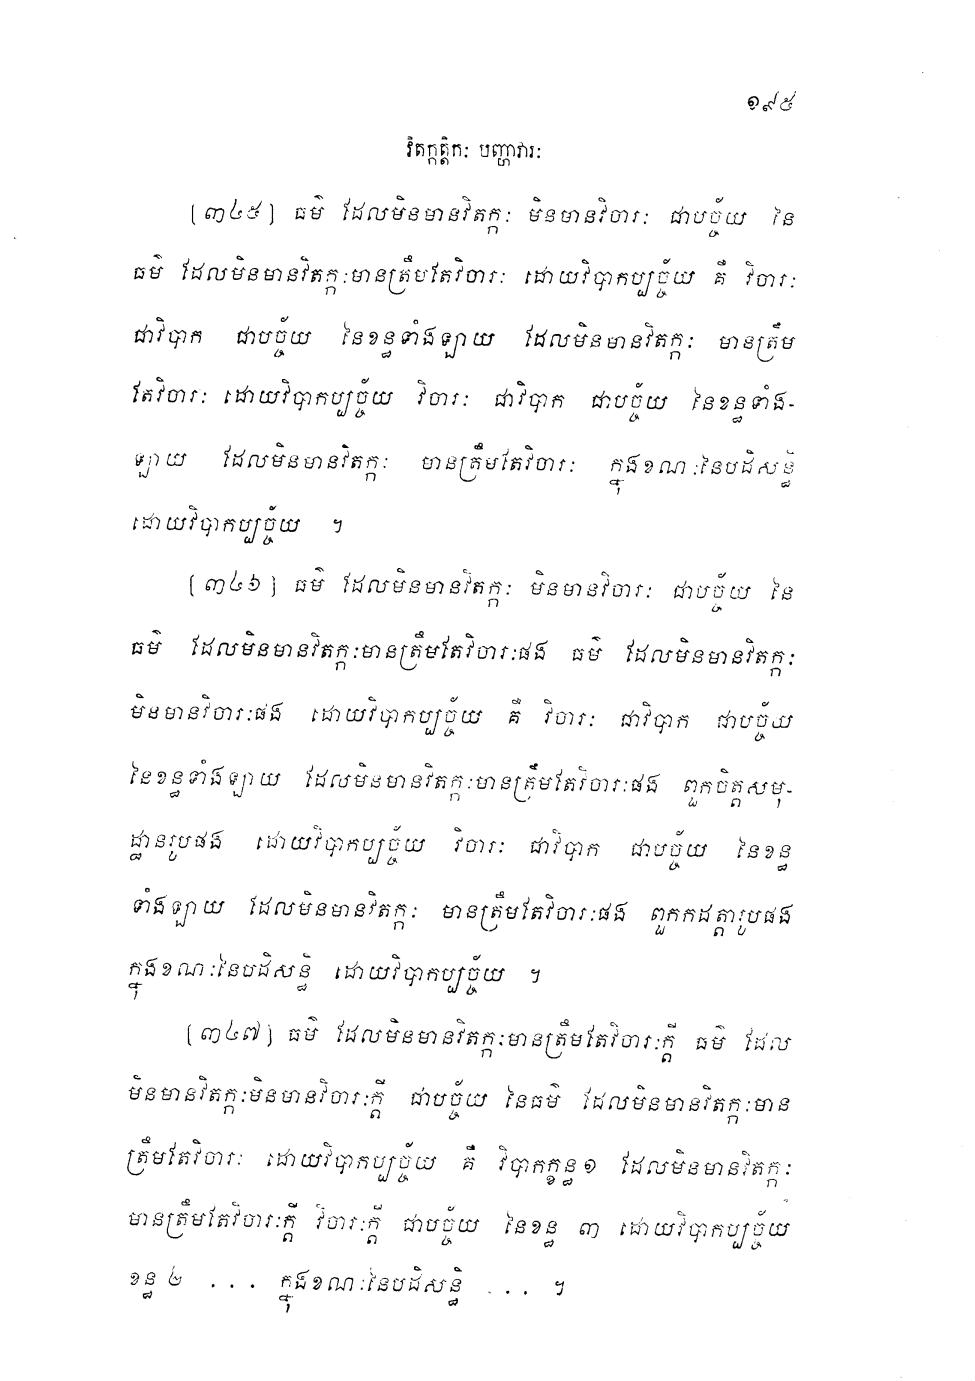 ១៩៥
វិតក្កត្តិកៈ បញ្ហាវារៈ
[៣៤៥] ធម៌ ដែលមិនមានវិតក្កៈ មិនមានវិចារៈ ជាបច្ច័យ នៃ
ធម៌ ដែលមិនមានវិតក្កៈមានត្រឹមតែវិចារៈ ដោយវិបាកប្បច្ច័យ គឺ វិចារៈ
ជាវិបាក ជាបច្ច័យ នៃខន្ធទាំងឡាយ ដែលមិនមានវិតក្កៈ មានត្រឹម
តែវិចារៈ ដោយវិបាកប្បច្ច័យ វិចារៈ ជាវិបាក ជាបច្ច័យ នៃខន្ធទាំង-
ឡាយ ដែលមិនមានវិតក្កៈ មានត្រឹមតែវិចារៈ ក្នុងខណៈនៃបដិសន្ធិ
ដោយវិបាកប្បច្ច័យ ។
[៣៤៦] ធម៌ ដែលមិនមានវិតក្កៈ មិនមានវិចារៈ ជាបច្ច័យ នៃ
ធម៌ ដែលមិនមានវិតក្កៈមានត្រឹមតែវិចារៈផង ធម៌ ដែលមិនមានវិតក្កៈ
មិនមានវិចារៈផង ដោយវិបាកប្បច្ច័យ គឺ វិចារៈ ជាវិបាក ជាបច្ច័យ
នៃខន្ធទាំងឡាយ ដែលមិនមានវិតក្កៈមានត្រឹមតែវិចារៈផង ពួកចិត្តសមុ-
ដ្ឋានរូបផង ដោយវិបាកប្បច្ច័យ វិចារៈ ជាវិបាក ជាបច្ច័យ នៃខន្ធ
ទាំងឡាយ ដែលមិនមានវិតក្កៈ មានត្រឹមតែវិចារៈផង ពួកកដត្តារូបផង
ក្នុងខណៈនៃបដិសន្ធិ ដោយវិបាកប្បច្ច័យ ។
[៣៤៧] ធម៌ ដែលមិនមានវិតក្កៈមានត្រឹមតែវិចារៈក្តី ធម៌ ដែល
មិនមានវិតក្កៈមិនមានវិចារៈក្តី ជាបច្ច័យ នៃធម៌ ដែលមិនមានវិតក្កៈមាន
ត្រឹមតែវិចារៈ ដោយវិបាកប្បច្ច័យ គឺ វិបាកក្ខន្ធ១ ដែលមិនមានវិតក្កៈ
មានត្រឹមតែវិចារៈក្តី វិចារៈក្តី ជាបច្ច័យ នៃខន្ធ ៣ ដោយវិបាកប្បច្ច័យ
ខន្ធ ២ ... ក្នុងខណៈនៃបដិសន្ធិ ... ។